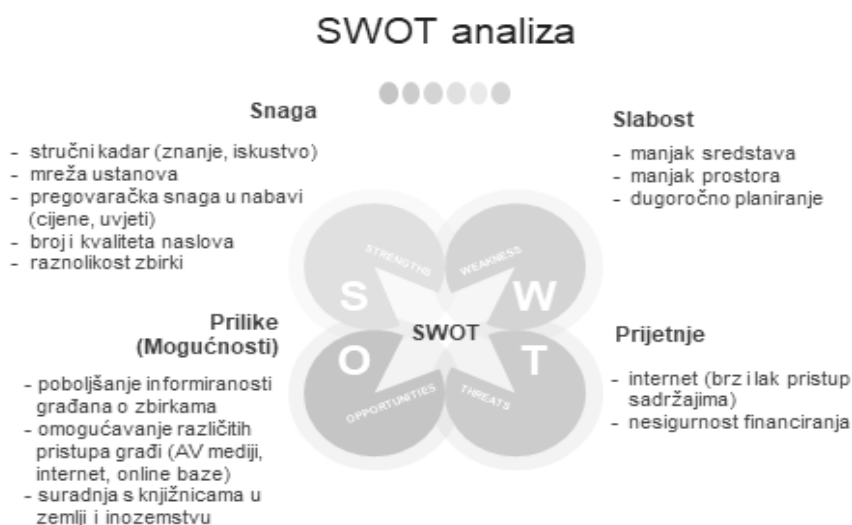 SWOT analiza
Snaga
- stručni kadar (znanje, iskustvo)
- mreža ustanova
- pregovaračka snaga u nabavi
(cijene, uvjeti)
- broj i kvaliteta naslova
- raznolikost zbirki
Slabost
- manjak sredstava
- manjak prostora
- dugoročno planiranje
STRENGTHS
WEAKNESS
S
W
SWOT
O
T
OPPORTUNITIES
THREATS
Prilike
(Mogućnosti)
- poboljšanje informiranosti
građana o zbirkama
- omogućavanje različitih
pristupa građi (AV mediji,
internet, online baze)
- suradnja s knjižnicama u
zemlji i inozemstvu
Prijetnje
- internet (brz i lak pristup
sadržajima)
- nesigurnost financiranja